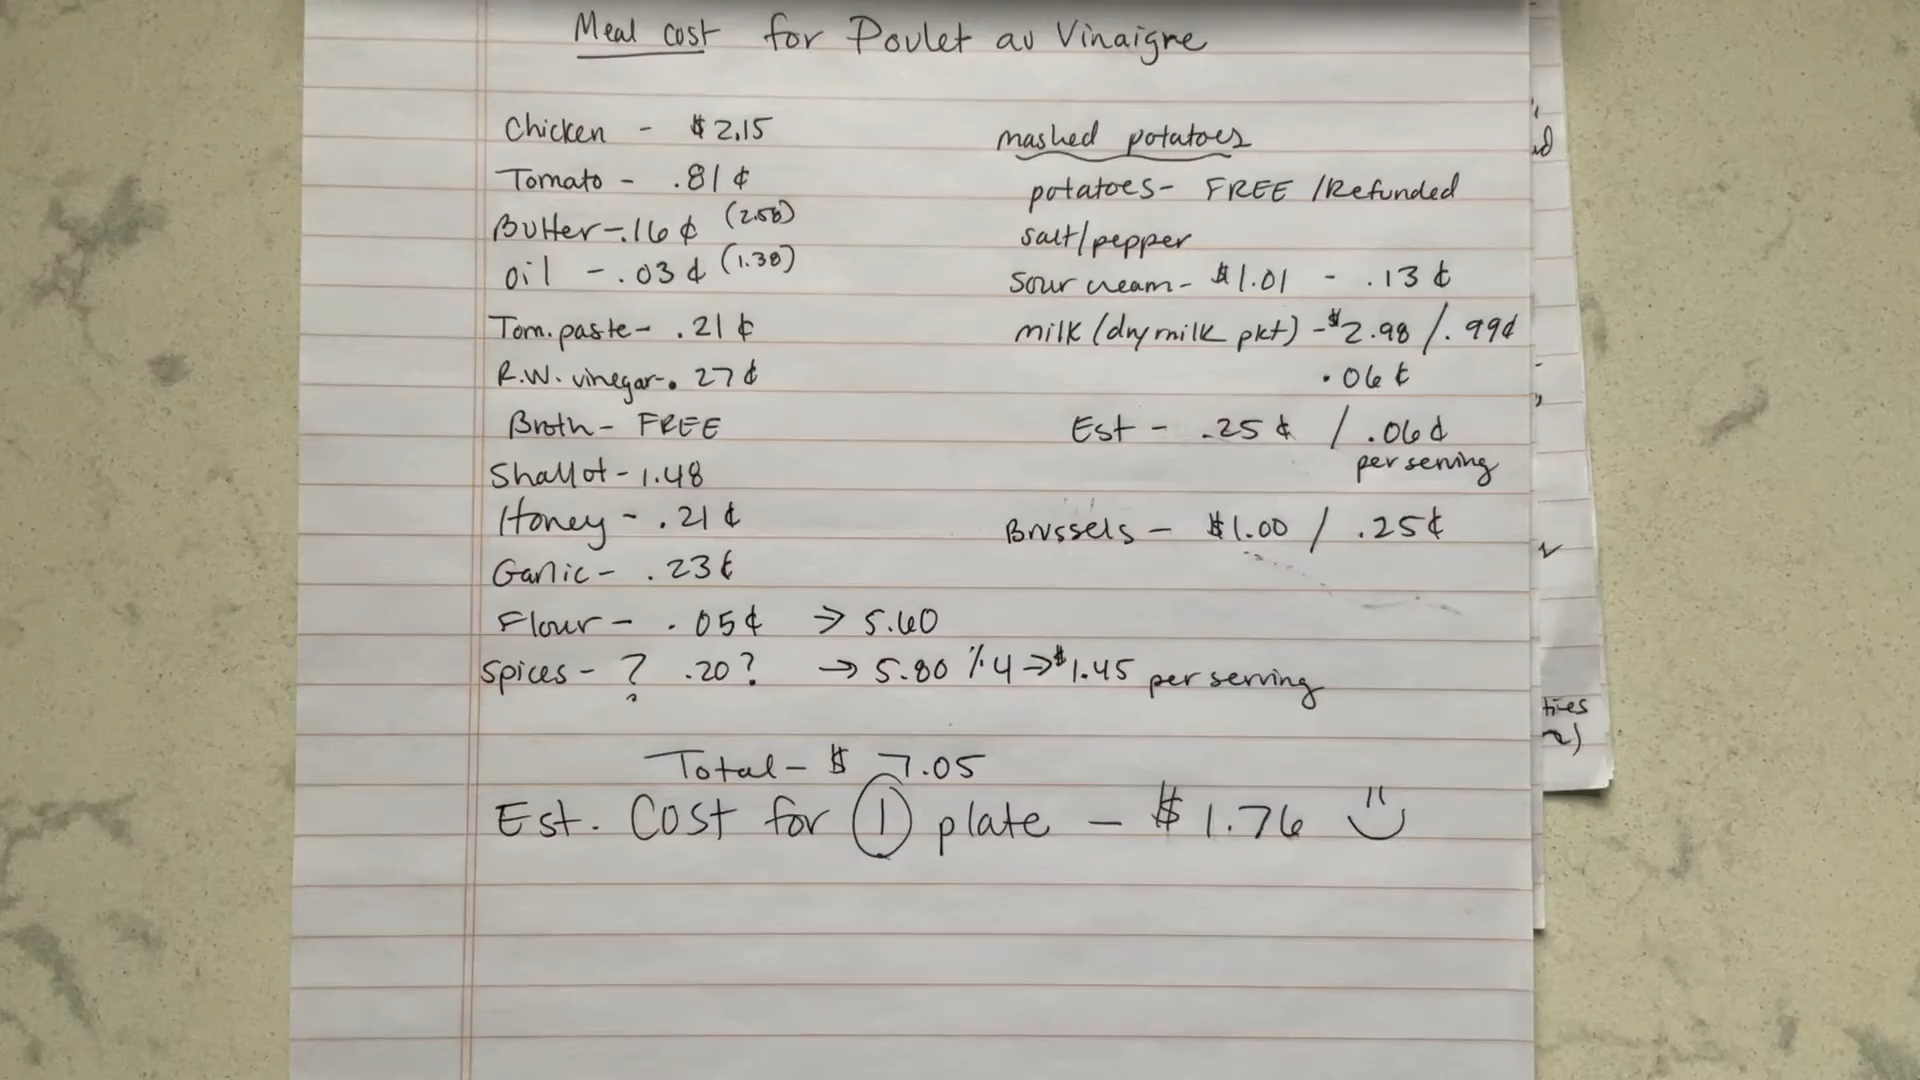 Meal cost for Poulet au Vinaigre
Chicken - $2.15
Tomato - .81¢
Butter - .16¢ (2.58)
oil - .03¢ (1.38)
Tom. paste - .21¢
R.W. vinegar - .27¢
Broth - FREE
Shallot - 1.48
Honey - .21¢
Garlic - .23¢
Flour - .05¢ → 5.60
Spices - ? .20? → 5.80 % 4 → $1.45 per serving
mashed potatoes
potatoes - FREE / Refunded
salt/pepper
sour cream - $1.01 - .13¢
milk (dry milk pkt) - $2.98 / .99¢
.06¢
Est - .25¢ / .06¢
per serving
Brussels - $1.00 / .25¢
Total - $ 7.05
Est. Cost for 1 plate - $1.76